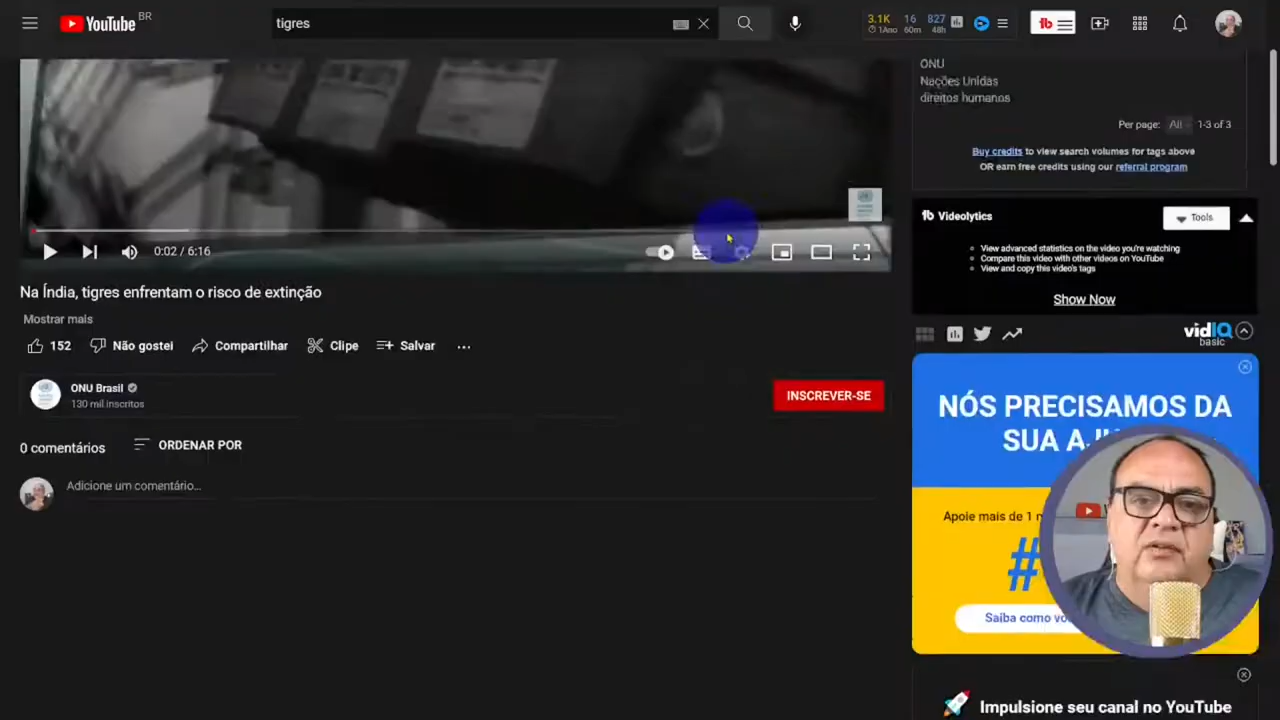 YouTube BR
tigres
3.1K 16 827
1Ano 60m 48h
ONU
Nações Unidas
direitos humanos
Per page: All 1-3 of 3
Buy credits to view search volumes for tags above
OR earn free credits using our referral program
tb Videolytics
Tools
View advanced statistics on the video you're watching
Compare this video with other videos on YouTube
View and copy this video's tags
Show Now
0:02 / 6:16
Na Índia, tigres enfrentam o risco de extinção
Mostrar mais
152 Não gostei Compartilhar Clipe Salvar ...
ONU Brasil
130 mil inscritos
INSCREVER-SE
0 comentários ORDENAR POR
Adicione um comentário...
vidIQ
basic
NÓS PRECISAMOS DA
SUA
Apoie mais de 1
#
Saiba como
Impulsione seu canal no YouTube